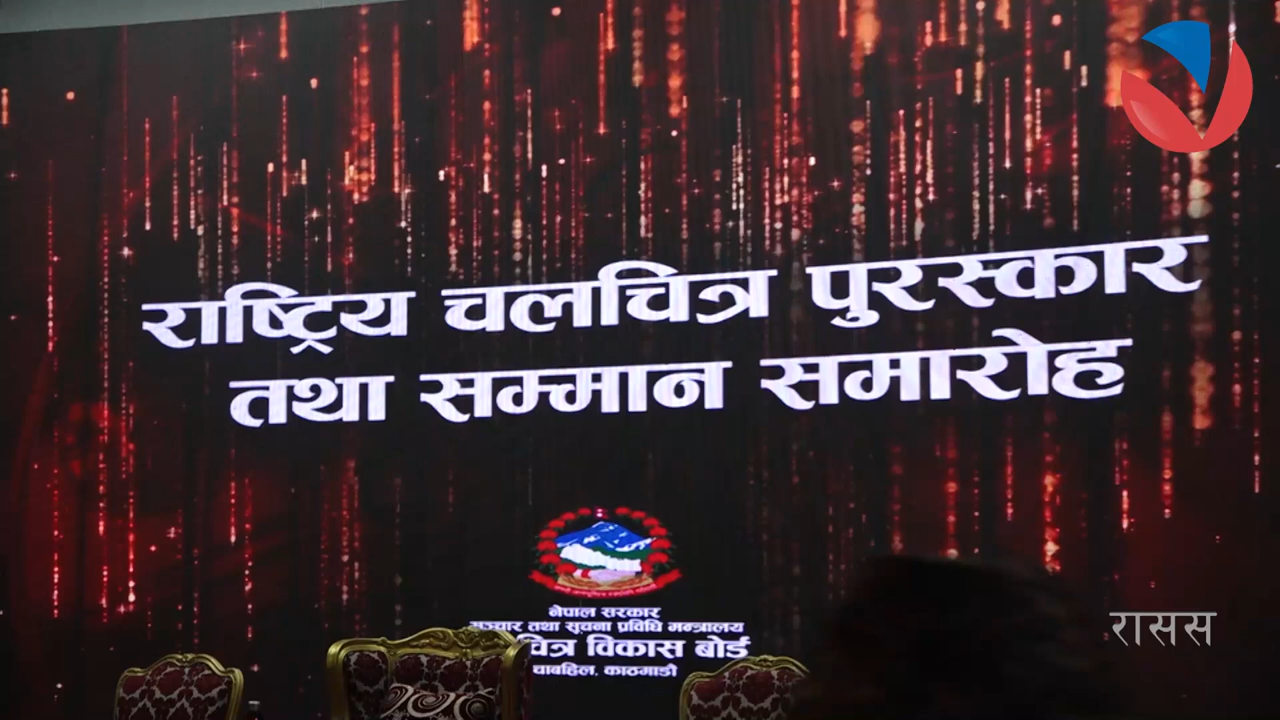 राष्ट्रिय चलचित्र पुरस्कार
तथा सम्मान समारोह
नेपाल सरकार
सञ्चार तथा सूचना प्रविधि मन्त्रालय
चित्र विकास बोर्ड
चाबहिल, काठमाडौं
रासस